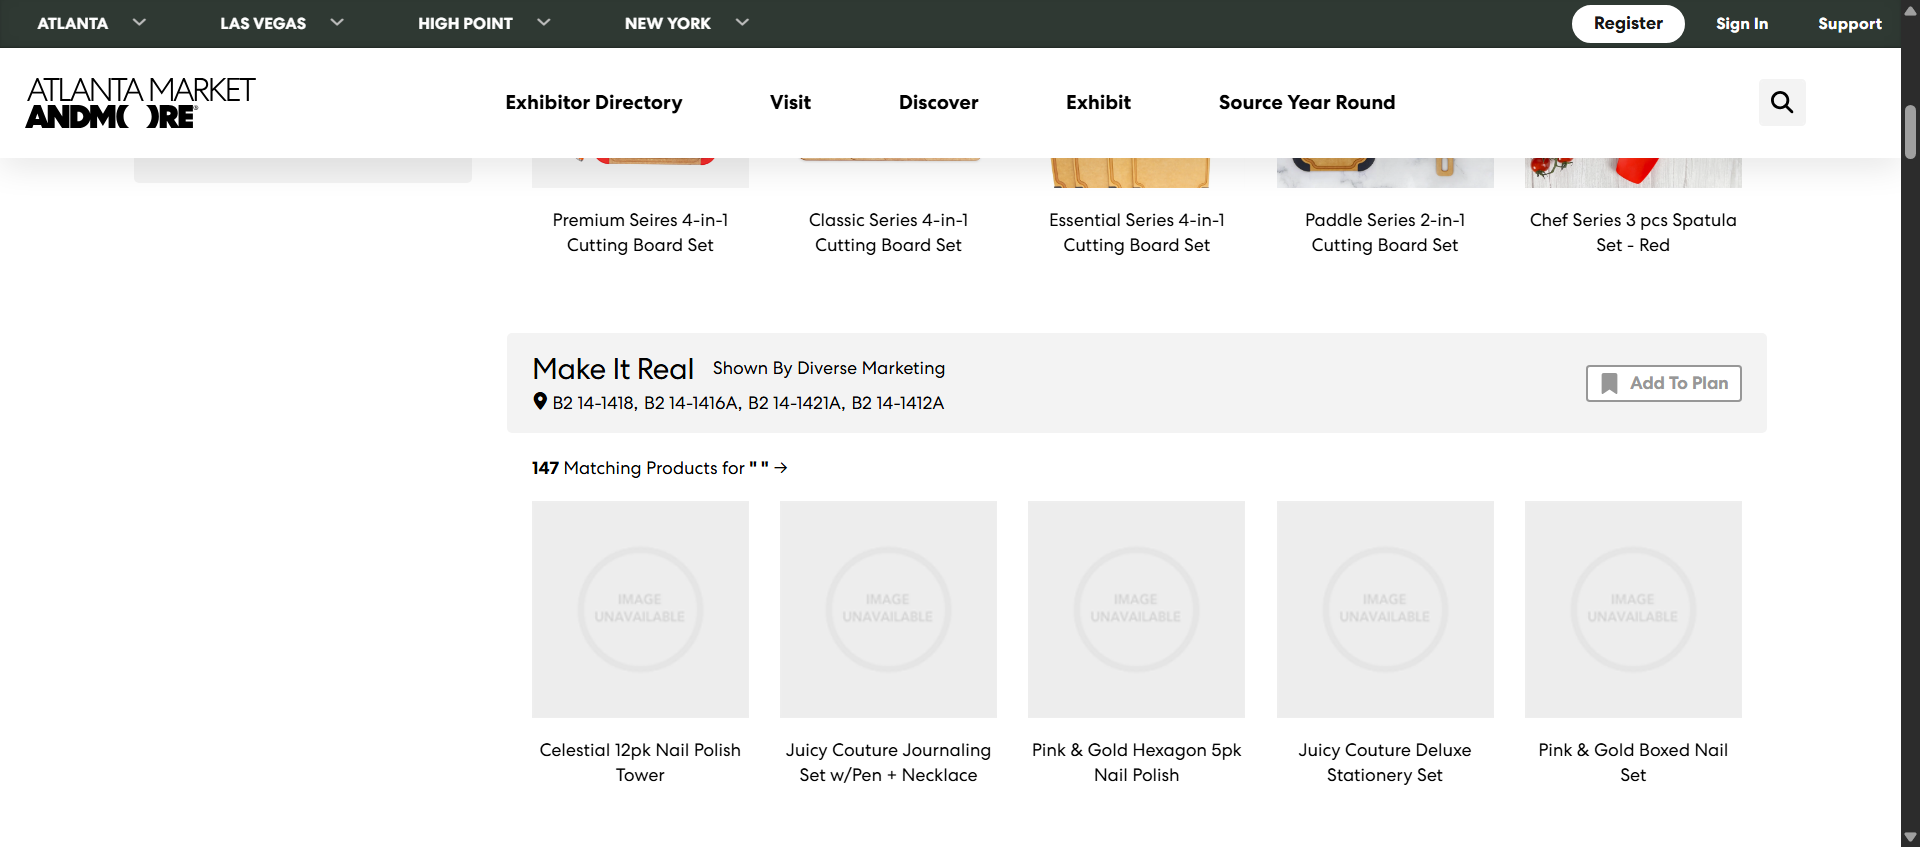 ATLANTA
LAS VEGAS
HIGH POINT
NEW YORK
Register
Sign In
Support
ATLANTA MARKET
ANDMORE
Exhibitor Directory
Visit
Discover
Exhibit
Source Year Round
Premium Seires 4-in-1
Cutting Board Set
Classic Series 4-in-1
Cutting Board Set
Essential Series 4-in-1
Cutting Board Set
Paddle Series 2-in-1
Cutting Board Set
Chef Series 3 pcs Spatula
Set - Red
Make It Real Shown By Diverse Marketing
B2 14-1418, B2 14-1416A, B2 14-1421A, B2 14-1412A
Add To Plan
147 Matching Products for " " →
IMAGE
UNAVAILABLE
IMAGE
UNAVAILABLE
IMAGE
UNAVAILABLE
IMAGE
UNAVAILABLE
IMAGE
UNAVAILABLE
Celestial 12pk Nail Polish
Tower
Juicy Couture Journaling
Set w/Pen + Necklace
Pink & Gold Hexagon 5pk
Nail Polish
Juicy Couture Deluxe
Stationery Set
Pink & Gold Boxed Nail
Set